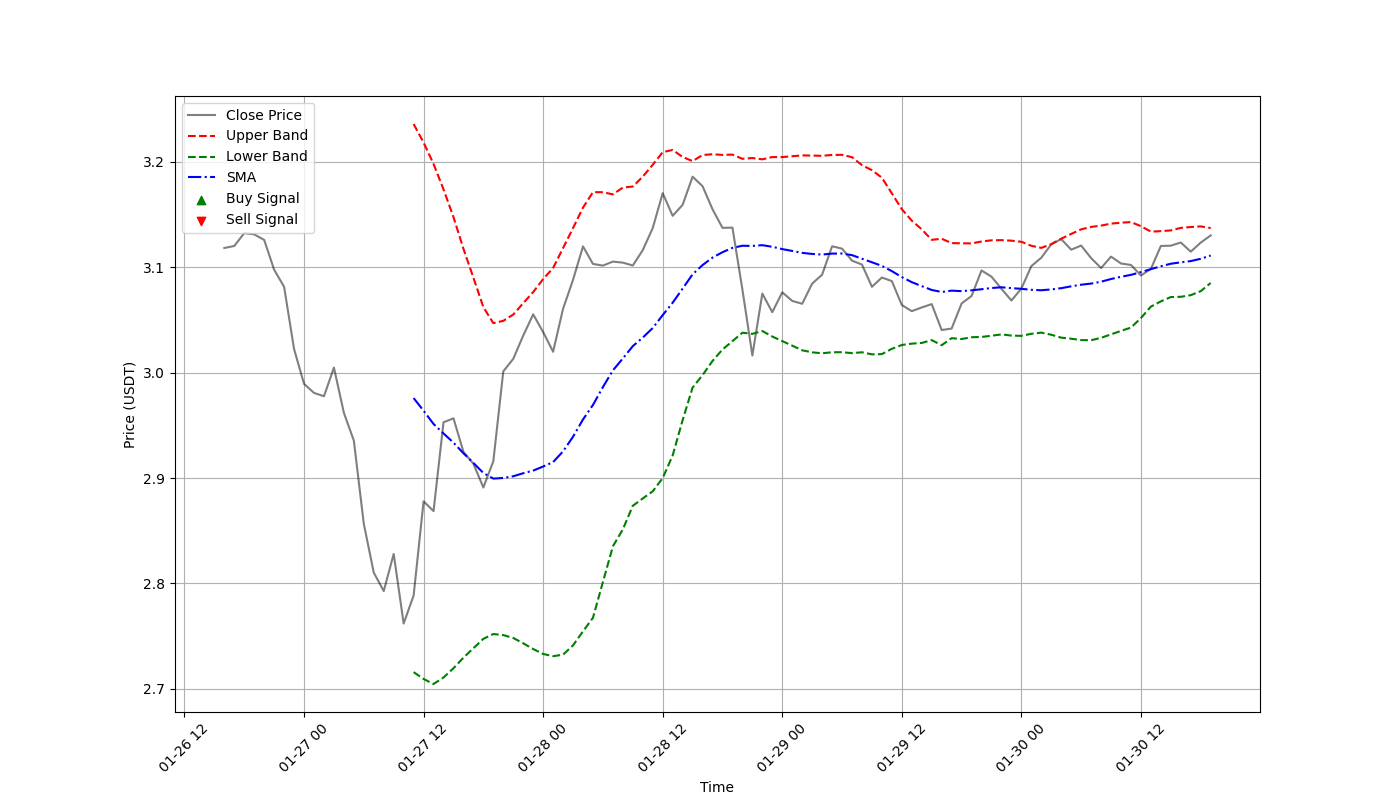 Close Price
Upper Band
Lower Band
SMA
Buy Signal
Sell Signal
3.2
3.1
3.0
2.9
2.8
2.7
Price (USDT)
01-26 12
01-27 00
01-27 12
01-28 00
01-28 12
01-29 00
01-29 12
01-30 00
01-30 12
Time